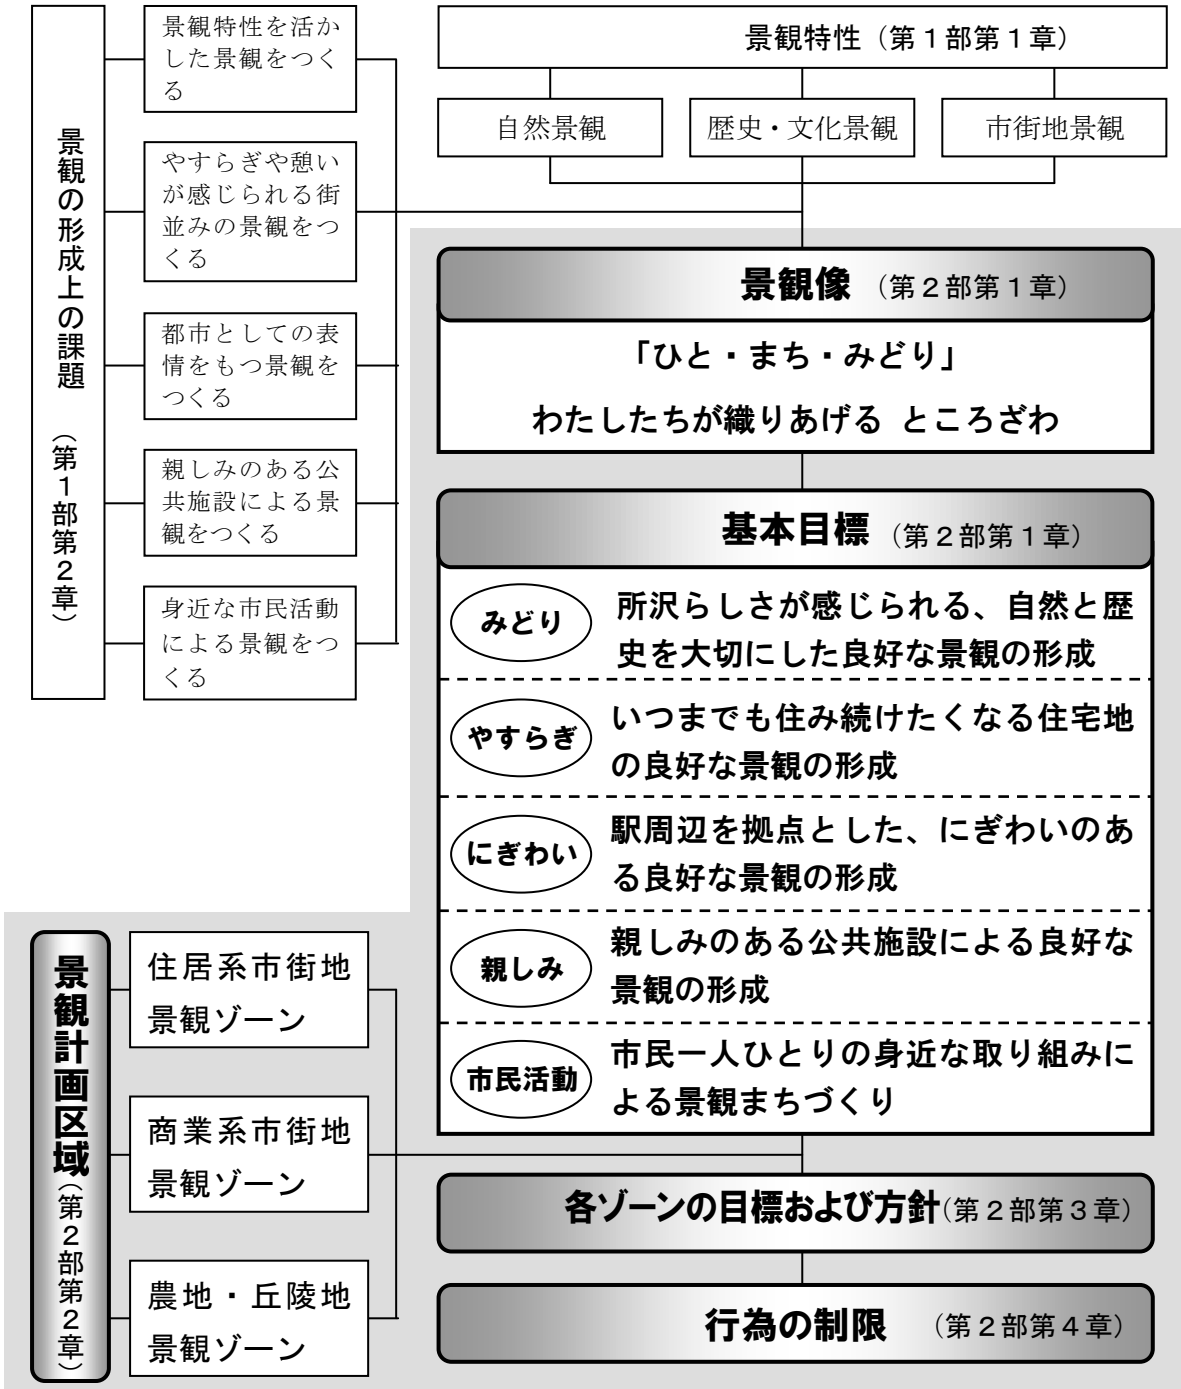 景観の形成上の課題（第１部第２章）
景観特性を活か
した景観をつく
る
やすらぎや憩い
が感じられる街
並みの景観をつ
くる
都市としての表
情をもつ景観を
つくる
親しみのある公
共施設による景
観をつくる
身近な市民活動
による景観をつ
くる
景観特性（第１部第１章）
自然景観
歴史・文化景観
市街地景観
景観像（第２部第１章）
「ひと・まち・みどり」
わたしたちが織りあげる ところざわ
基本目標（第２部第１章）
みどり
所沢らしさが感じられる、自然と歴
史を大切にした良好な景観の形成
やすらぎ
いつまでも住み続けたくなる住宅地
の良好な景観の形成
にぎわい
駅周辺を拠点とした、にぎわいのあ
る良好な景観の形成
親しみ
親しみのある公共施設による良好な
景観の形成
市民活動
市民一人ひとりの身近な取り組みに
よる景観まちづくり
景観計画区域（第２部第２章）
住居系市街地
景観ゾーン
商業系市街地
景観ゾーン
農地・丘陵地
景観ゾーン
各ゾーンの目標および方針（第２部第３章）
行為の制限（第２部第４章）